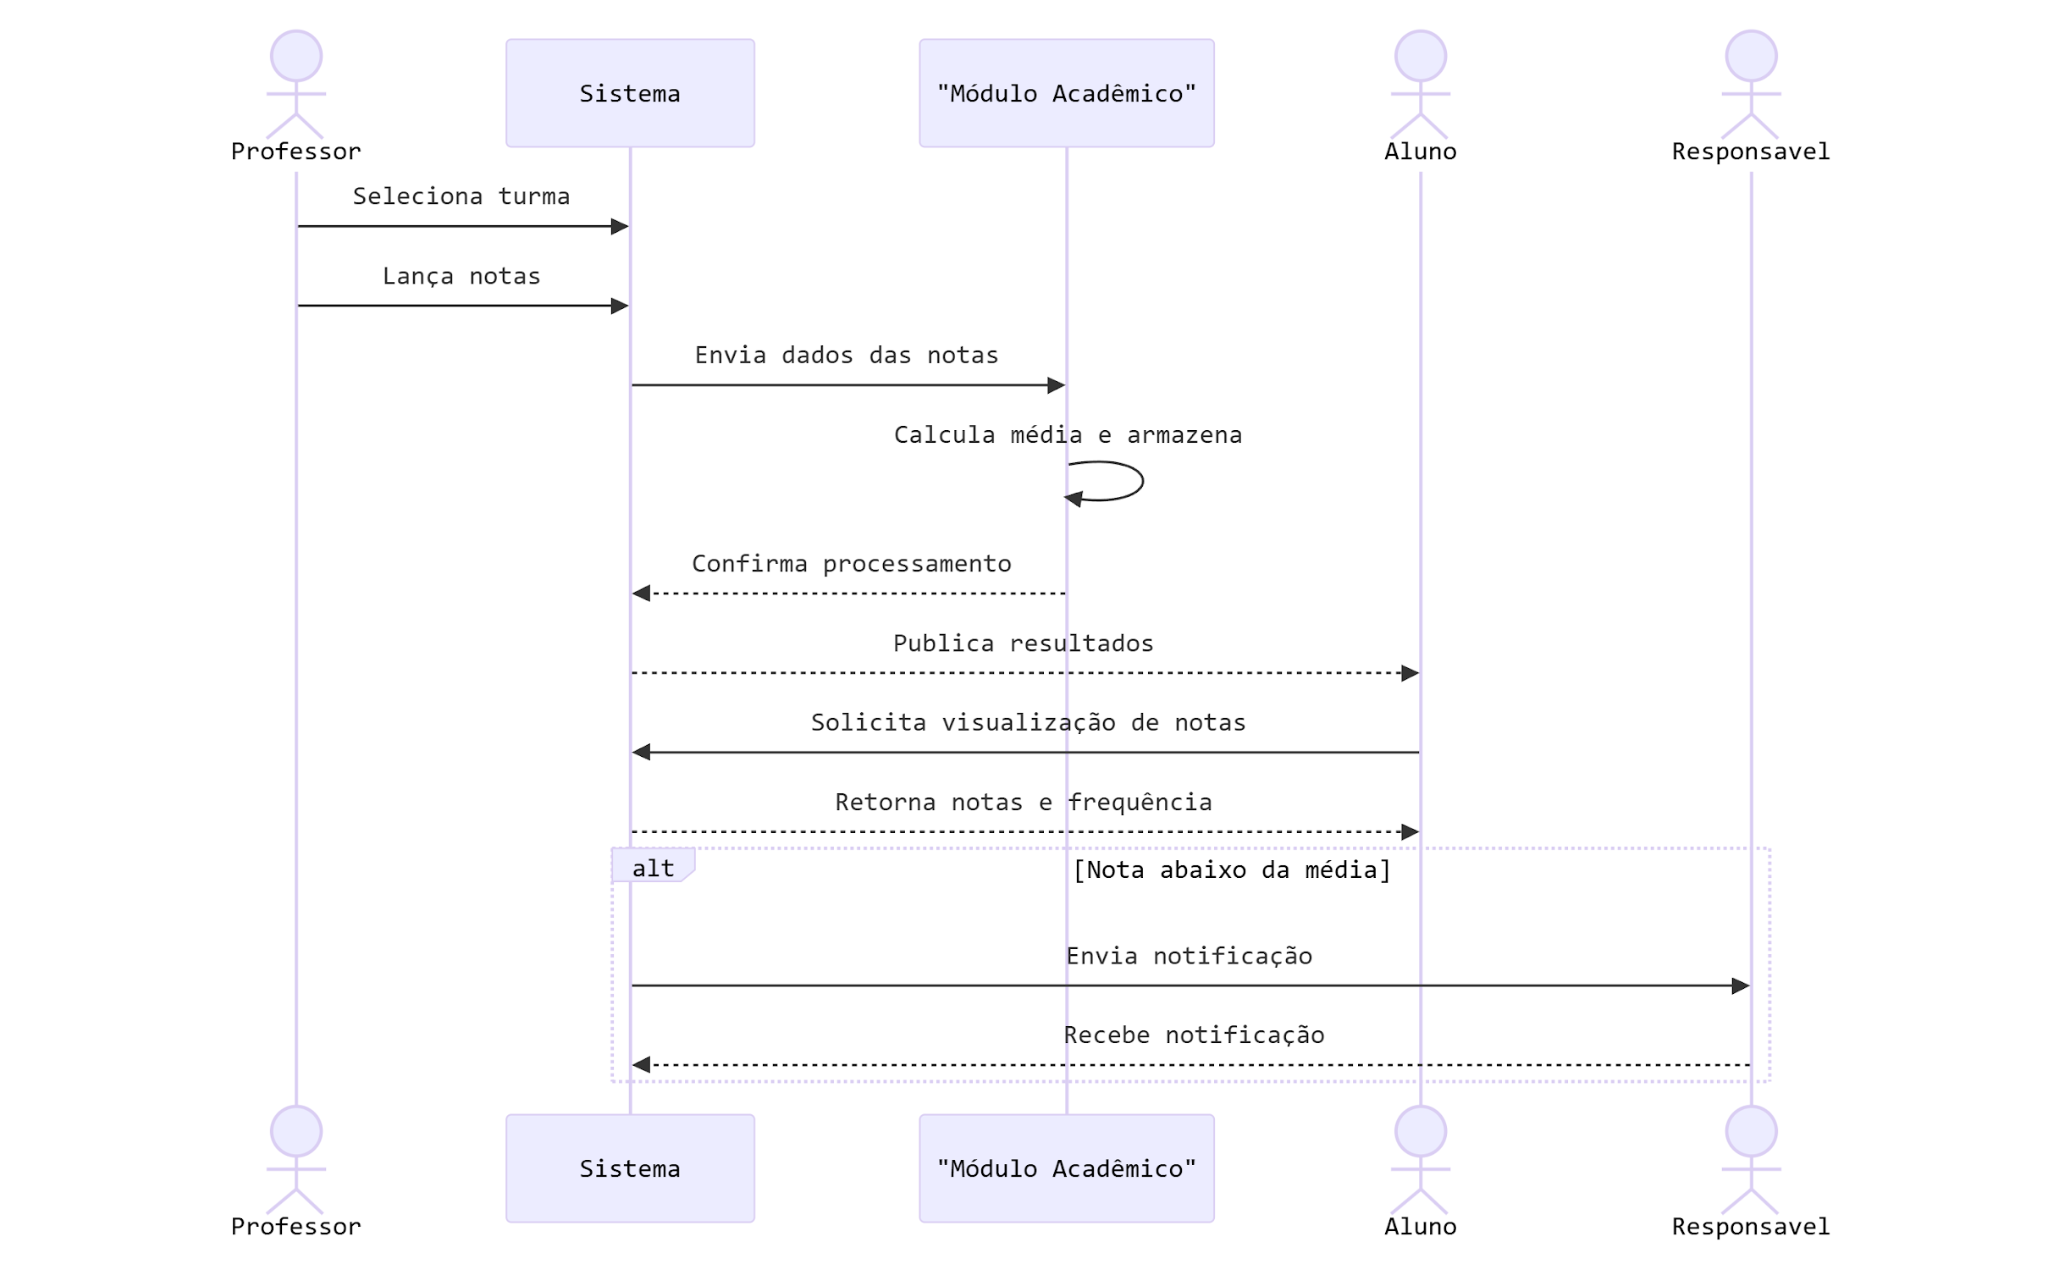 Professor
Sistema
"Módulo Acadêmico"
Aluno
Responsavel
Seleciona turma
Lança notas
Envia dados das notas
Calcula média e armazena
Confirma processamento
Publica resultados
Solicita visualização de notas
Retorna notas e frequência
alt
[Nota abaixo da média]
Envia notificação
Recebe notificação
Professor
Sistema
"Módulo Acadêmico"
Aluno
Responsavel